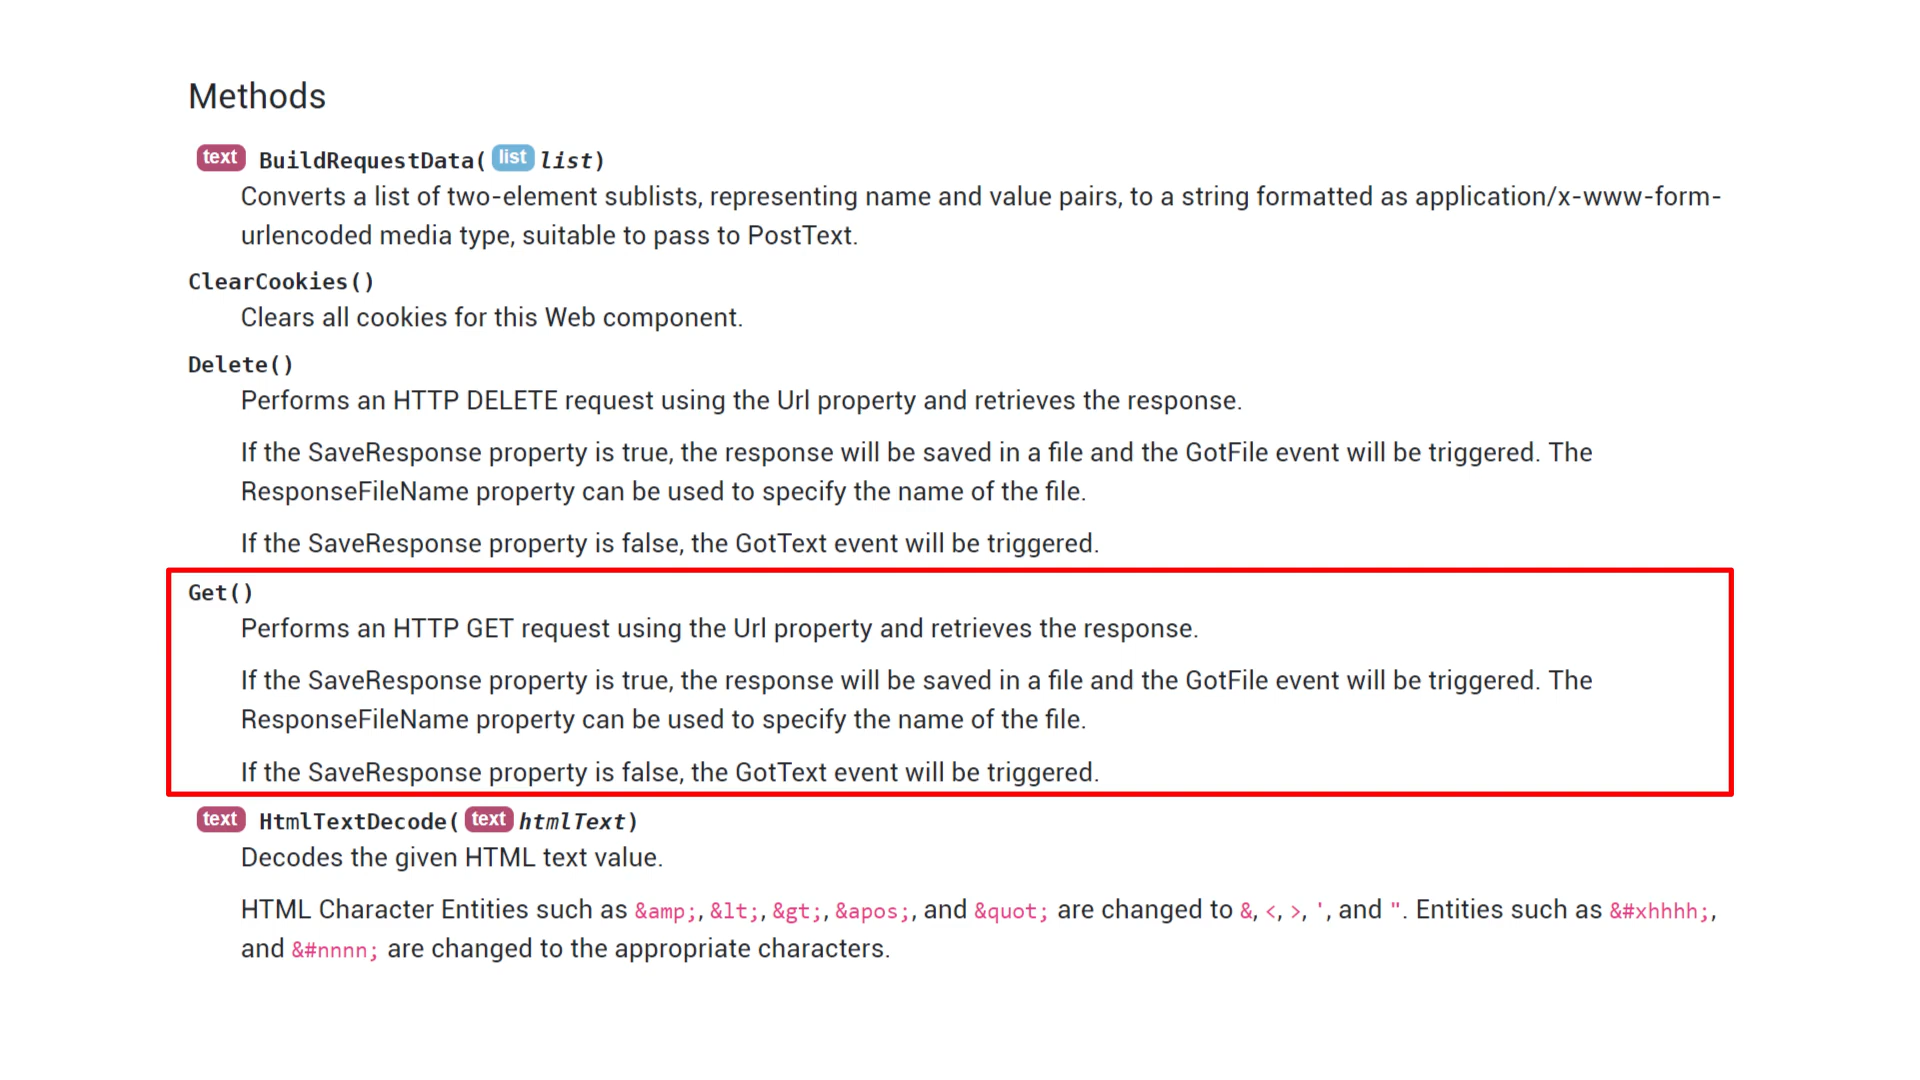 Methods
text BuildRequestData( list list)
Converts a list of two-element sublists, representing name and value pairs, to a string formatted as application/x-www-form-
urlencoded media type, suitable to pass to PostText.
ClearCookies()
Clears all cookies for this Web component.
Delete()
Performs an HTTP DELETE request using the Url property and retrieves the response.
If the SaveResponse property is true, the response will be saved in a file and the GotFile event will be triggered. The
ResponseFileName property can be used to specify the name of the file.
If the SaveResponse property is false, the GotText event will be triggered.
Get()
Performs an HTTP GET request using the Url property and retrieves the response.
If the SaveResponse property is true, the response will be saved in a file and the GotFile event will be triggered. The
ResponseFileName property can be used to specify the name of the file.
If the SaveResponse property is false, the GotText event will be triggered.
text HtmlTextDecode( text htmlText)
Decodes the given HTML text value.
HTML Character Entities such as &amp;, &lt;, &gt;, &apos;, and &quot; are changed to &, <, >, ', and ". Entities such as &#xhhhh;,
and &#nnnn; are changed to the appropriate characters.